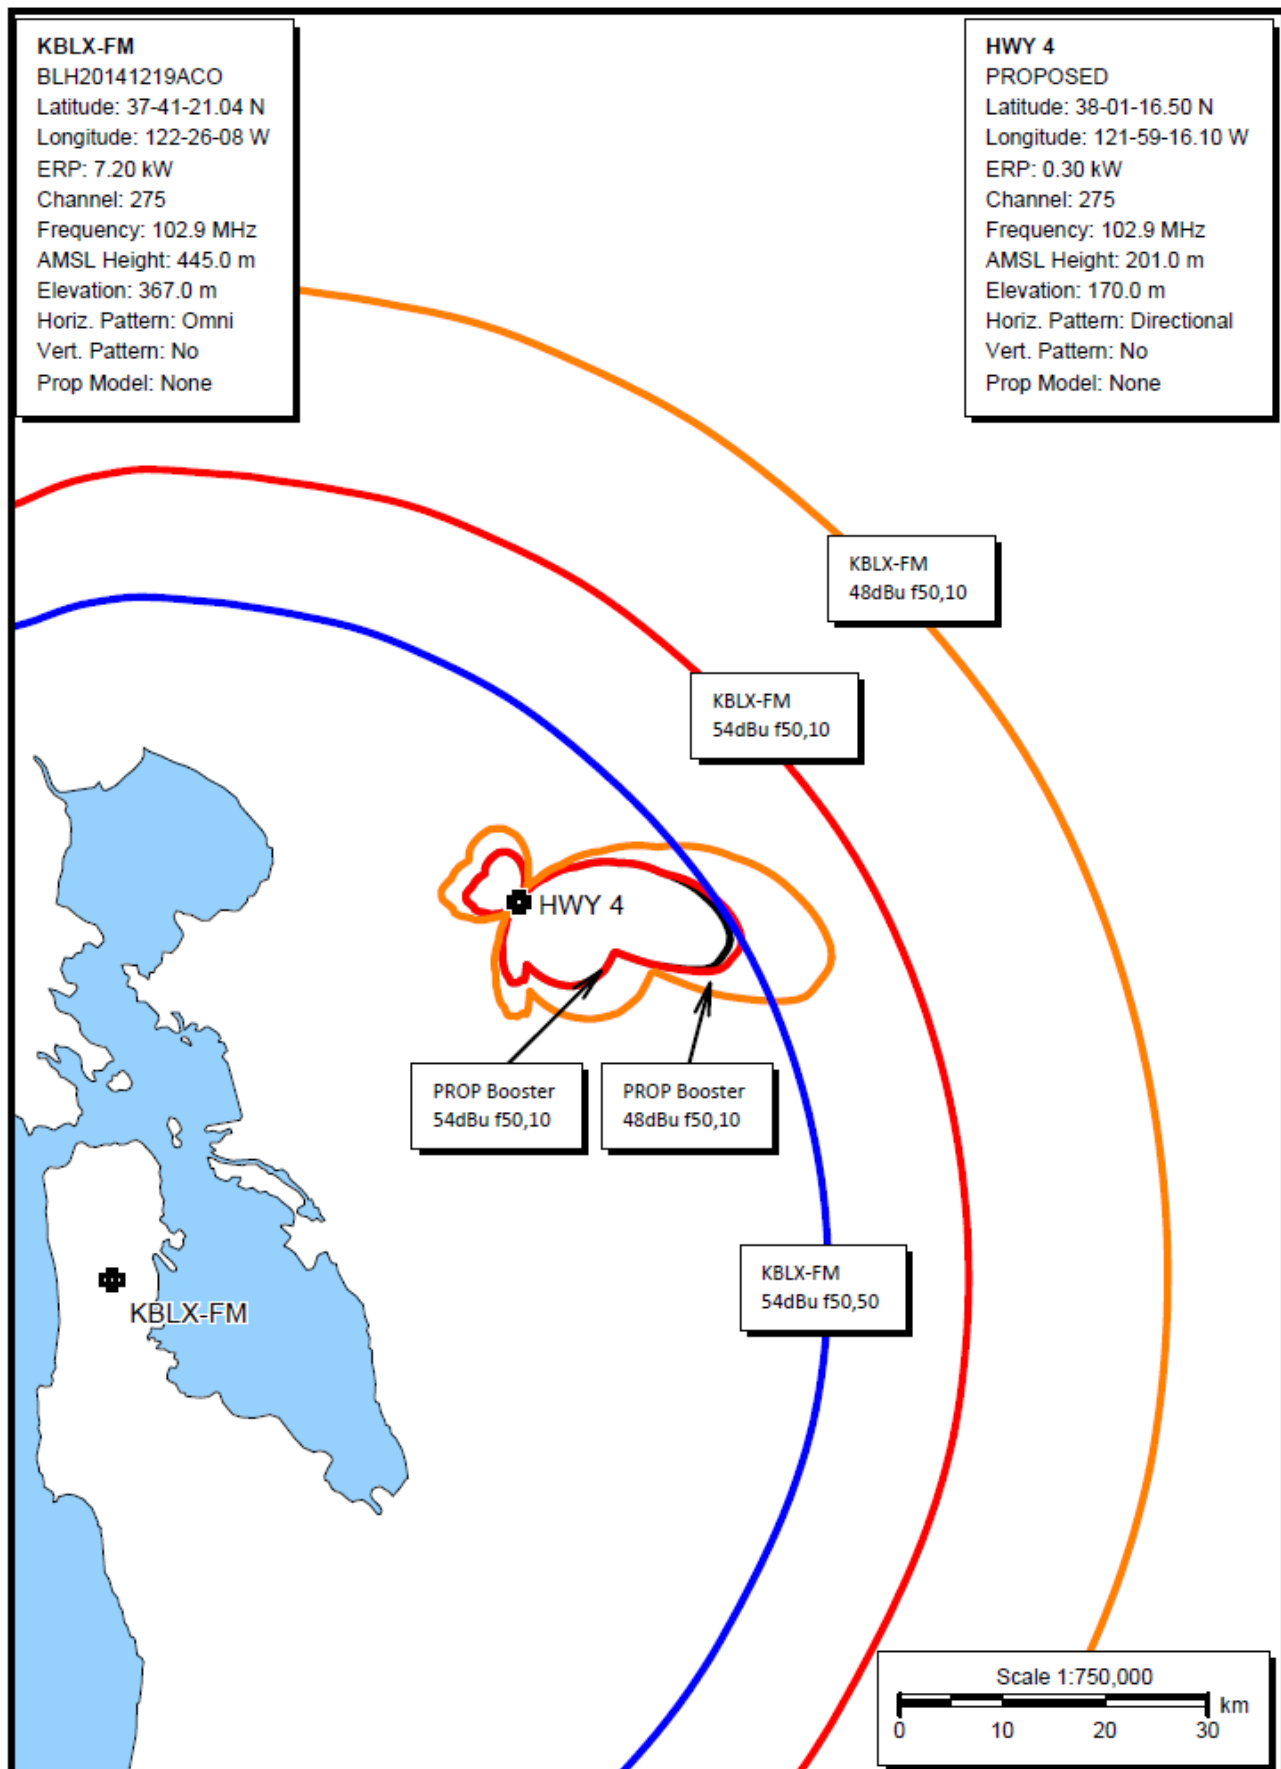 KBLX-FM
BLH20141219ACO
Latitude: 37-41-21.04 N
Longitude: 122-26-08 W
ERP: 7.20 kW
Channel: 275
Frequency: 102.9 MHz
AMSL Height: 445.0 m
Elevation: 367.0 m
Horiz. Pattern: Omni
Vert. Pattern: No
Prop Model: None
HWY 4
PROPOSED
Latitude: 38-01-16.50 N
Longitude: 121-59-16.10 W
ERP: 0.30 kW
Channel: 275
Frequency: 102.9 MHz
AMSL Height: 201.0 m
Elevation: 170.0 m
Horiz. Pattern: Directional
Vert. Pattern: No
Prop Model: None
KBLX-FM
48dBu f50,10
KBLX-FM
54dBu f50,10
HWY 4
PROP Booster
54dBu f50,10
PROP Booster
48dBu f50,10
KBLX-FM
54dBu f50,50
KBLX-FM
Scale 1:750,000
km
0 10 20 30